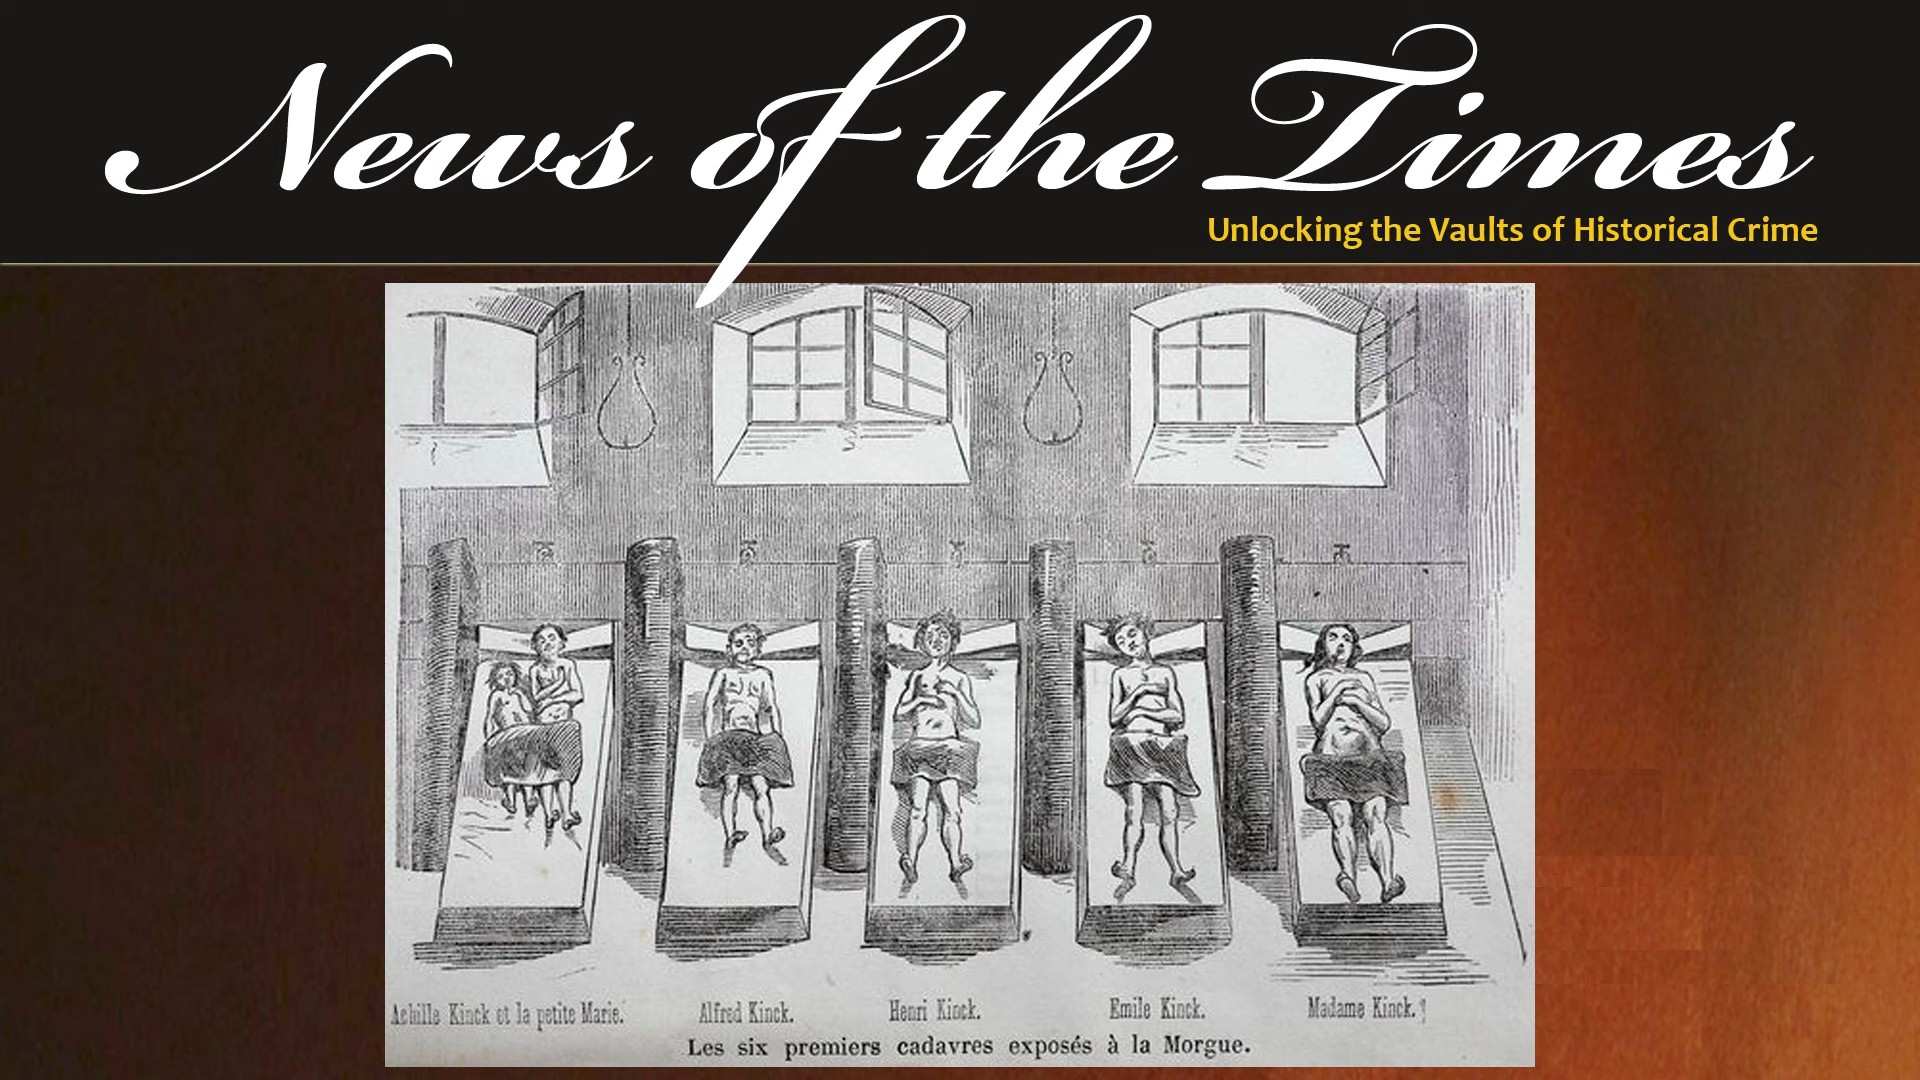 News of the Times
Unlocking the Vaults of Historical Crime
Achille Kinck et la petite Marie.
Alfred Kinck.
Henri Kinck.
Emile Kinck.
Madame Kinck.
Les six premiers cadavres exposés à la Morgue.